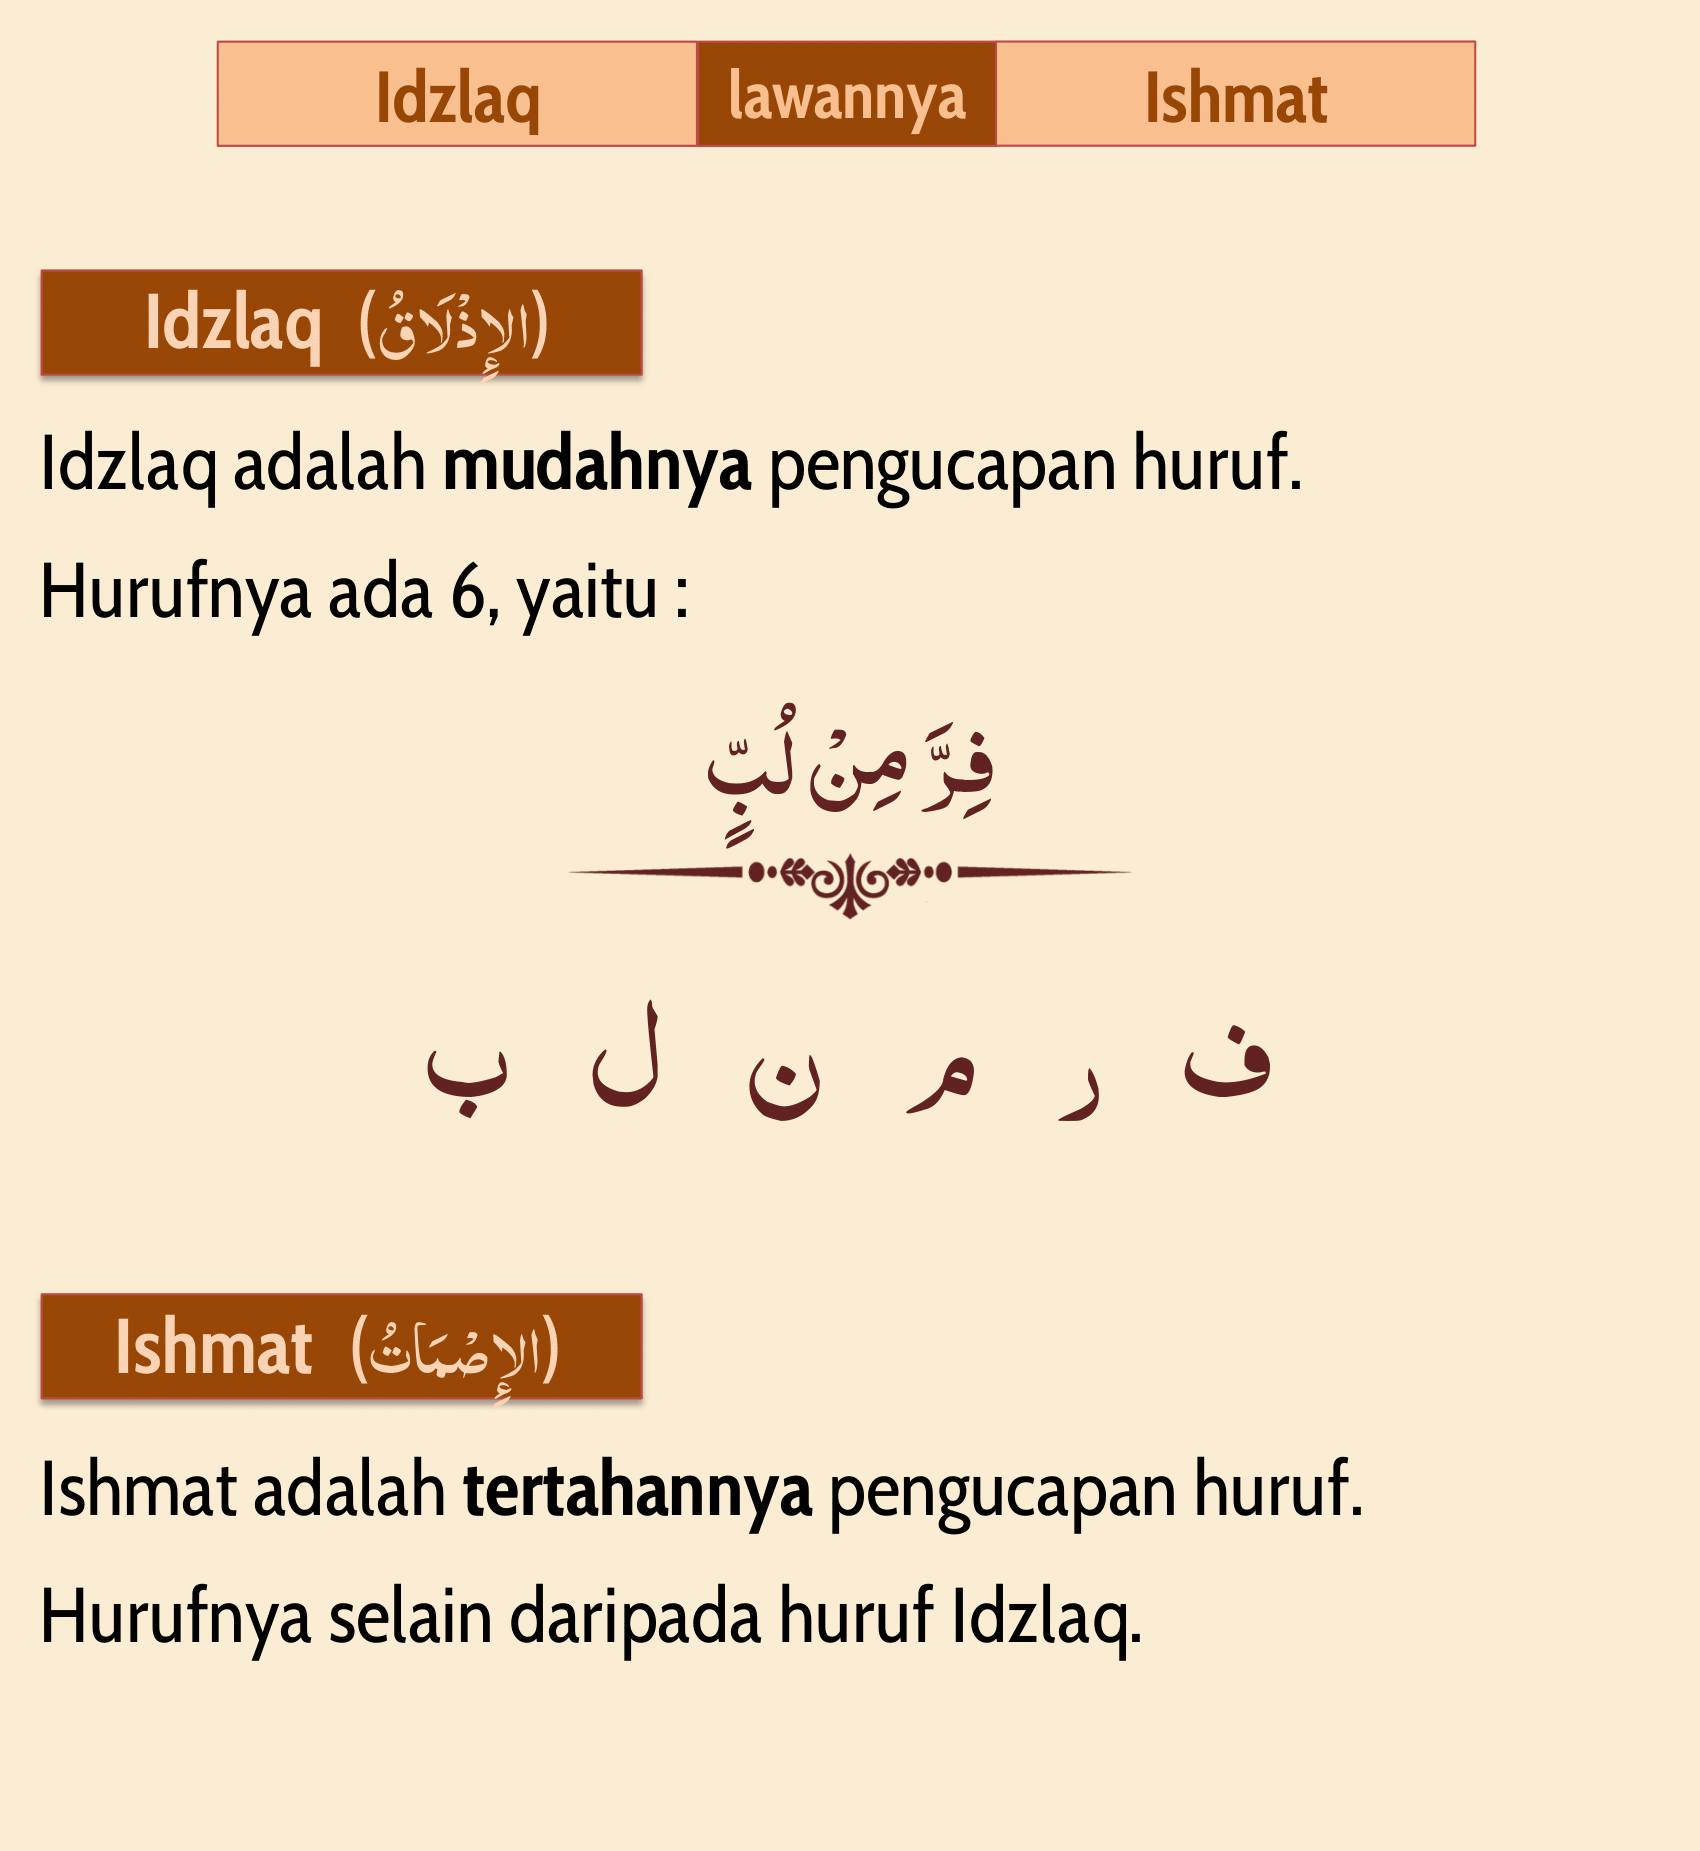 Idzlaq lawannya Ishmat
Idzlaq (الإِذْلَاقُ)
Idzlaq adalah mudahnya pengucapan huruf.
Hurufnya ada 6, yaitu :
فِرَّ مِنْ لُبٍّ
ف ر م ن ل ب
Ishmat (الإِصْمَاتُ)
Ishmat adalah tertahannya pengucapan huruf.
Hurufnya selain daripada huruf Idzlaq.